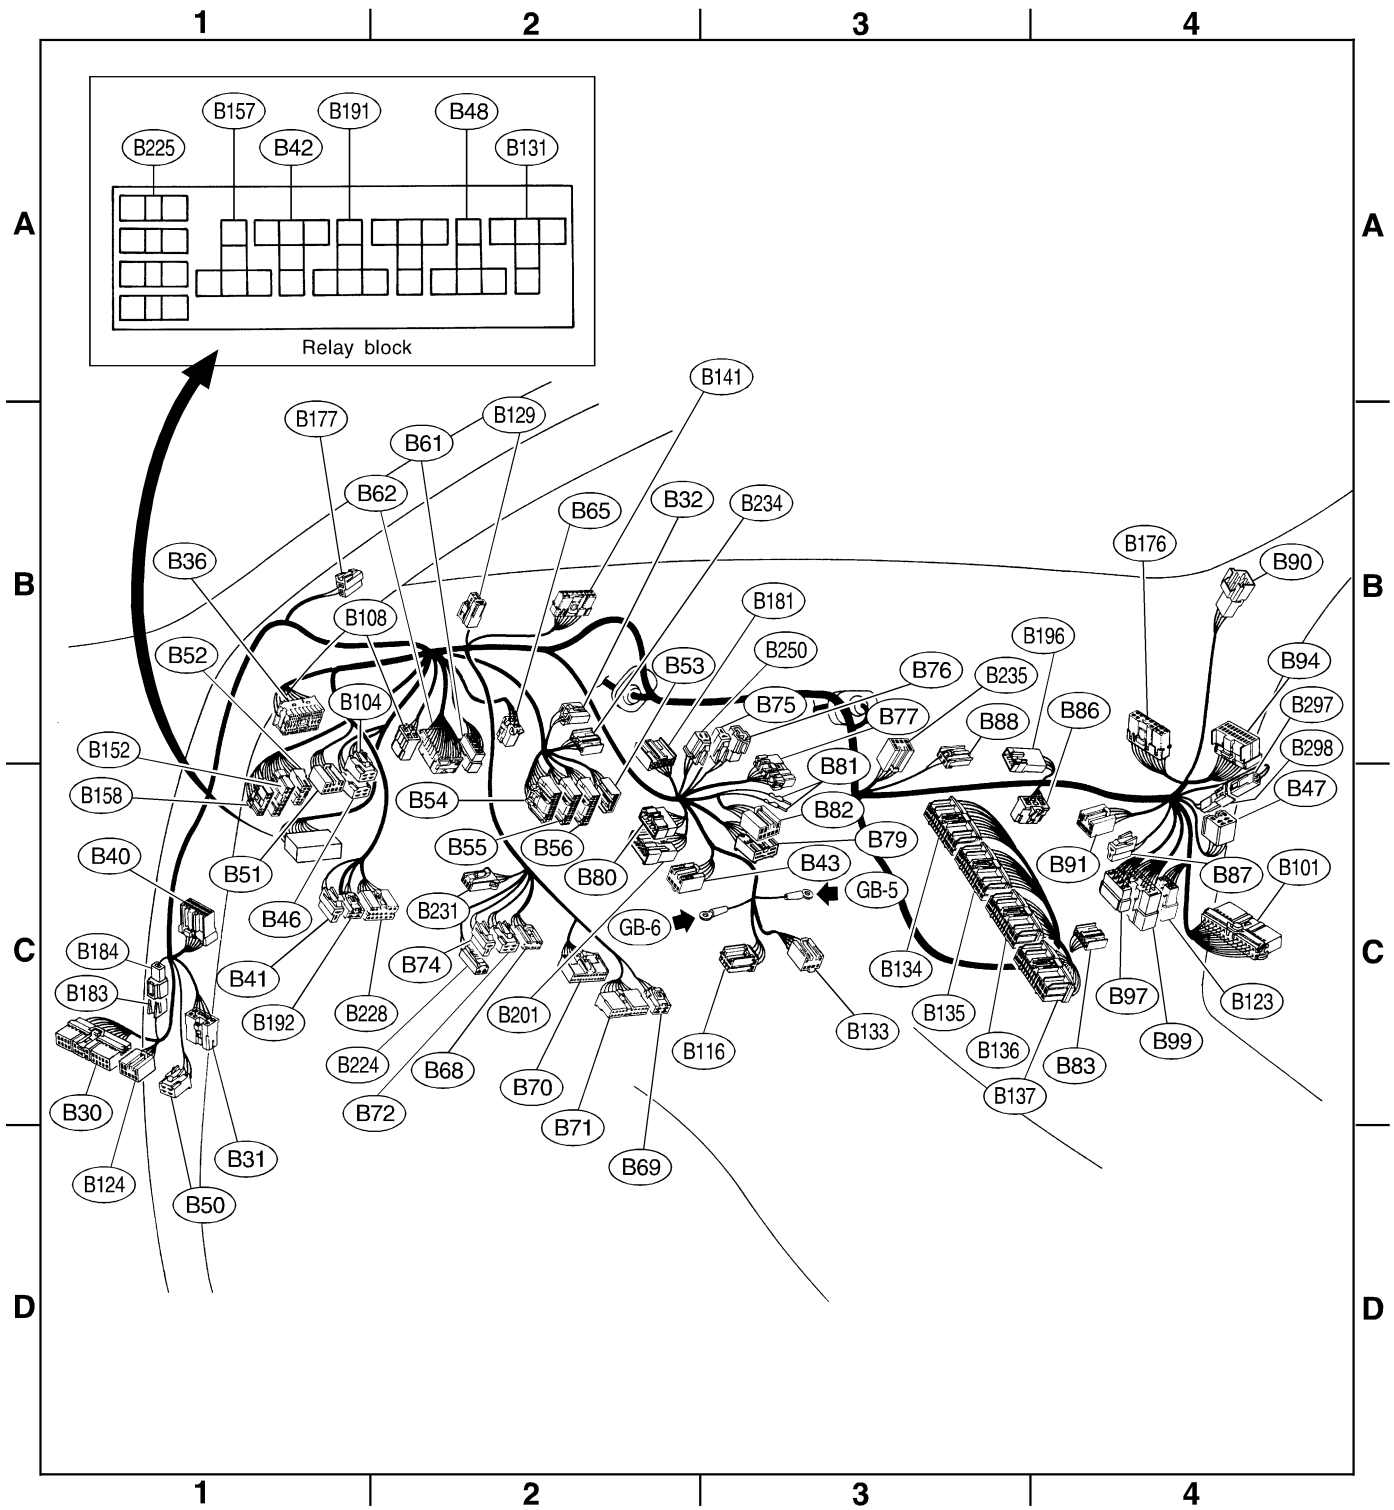 1 2 3 4
B157 B191 B48
B225 B42 B131
A A
Relay block
B141
B177 B129
B61
B62 B65 B32 B234
B176
B36 B90
B B
B108 B181
B52 B53 B250 B196
B76 B235 B94
B104 B75 B77 B88 B86 B297
B152 B81 B298
B158 B54 B82 B47
B55 B56 B79
B40 B51 B80 B43 B91 B87 B101
B46 B231 GB-6 GB-5
C C
B184 B41 B74 B134
B183 B192 B228 B201 B135 B97 B123
B224 B68 B116 B133 B136 B99
B30 B72 B70 B83
B71 B137
B31 B69
B124
B50
D D
1 2 3 4